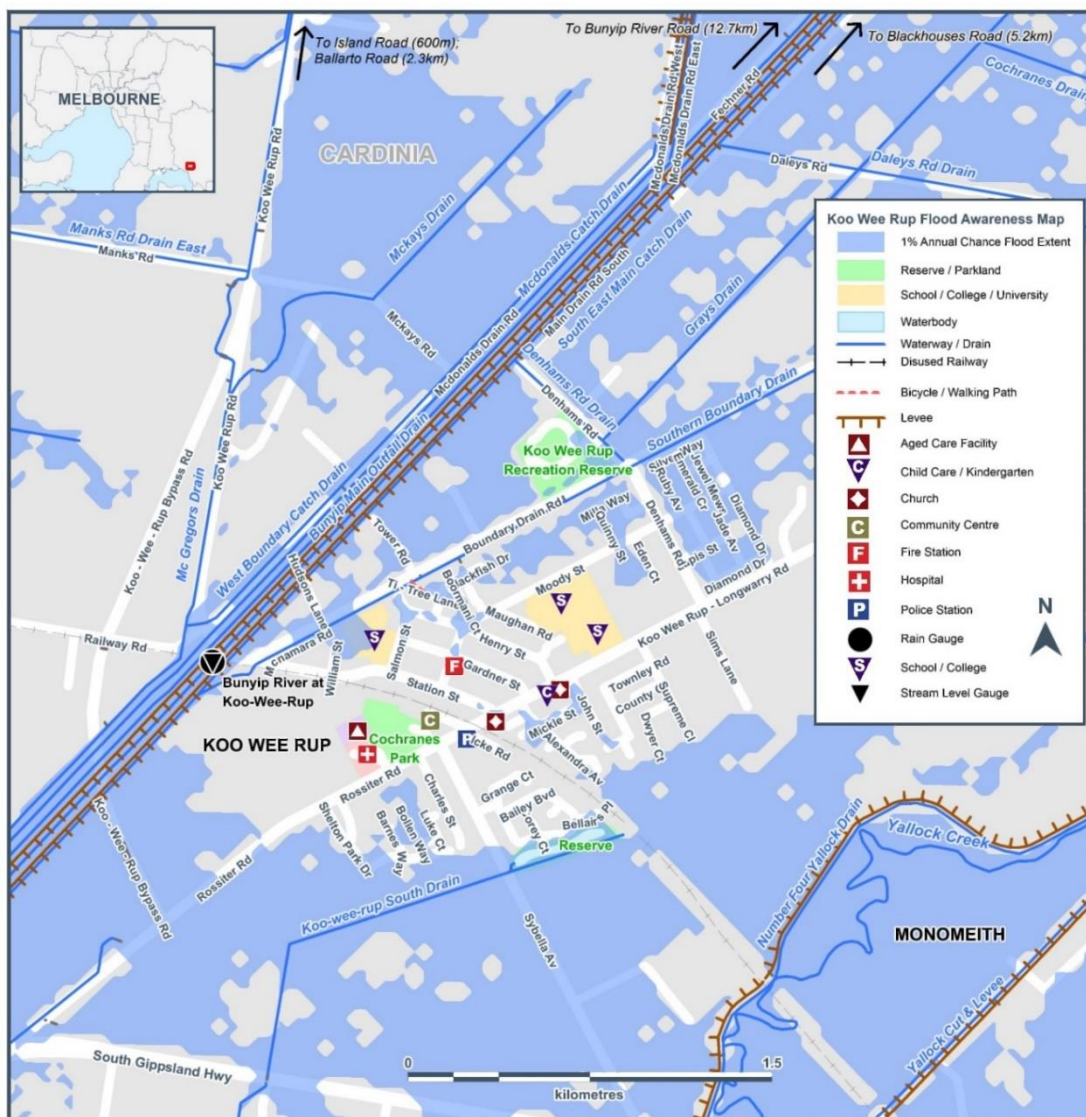 To Island Road (600m);
Ballarto Road (2.3km)
To Bunyip River Road (12.7km)
To Blackhouses Road (5.2km)
MELBOURNE
CARDINIA
Koo Wee Rup Rd
Mcdonalds Drain Rd West
Mcdonalds Drain Rd East
Fechner Rd
Cochranes Drain
Daleys Rd
Daleys Rd Drain
Manks Rd Drain East
Manks Rd
Mckays Drain
Mcdonalds Catch Drain
Main Drain Rd South
South East Main Catch Drain
Grays Drain
Mckays Rd
Mcdonalds Drain Rd
Denhams Rd Drain
Denhams Rd
Southern Boundary Drain
Koo Wee Rup Rd
Koo - Wee - Rup Bypass Rd
Mc Gregors Drain
West Boundary Catch Drain
Bunyip Main Outfall Drain
Koo Wee Rup
Recreation Reserve
Silver Way
Emerald Cr
Ruby Av
Jewel Mews
Jade Av
Diamond Dr
Boundary Drain Rd
Mills Way
Quinny St
Eden Ct
Denhams Rd
Diamond Dr
Tower Rd
Hudsons Lane
Boormani Cr
Moody St
Maughan Rd
Henry St
Koo Wee Rup - Longwarry Rd
Sims Lane
Railway Rd
Mcnamara Rd
William St
Salmon St
Gardner St
Station St
Bunyip River at
Koo-Wee-Rup
Townley Rd
Supreme Ct
Dwyer Ct
Mickle St
John St
Alexandra Av
KOO WEE RUP
Cochranes
Park
Rossiter Rd
Charles St
Grange Ct
Bailey Bvd
Bellairs Pl
Reserve
Luke Ct
Bollen Way
Barnes Way
Shelton Park Dr
Koo - Wee - Rup Bypass Rd
Rossiter Rd
Koo-wee-rup South Drain
Sybella Av
Number Four Yallock Drain
Yallock Creek
MONOMEITH
Yallock Cut & Levee
South Gippsland Hwy
0
1.5
kilometres
Koo Wee Rup Flood Awareness Map
1% Annual Chance Flood Extent
Reserve / Parkland
School / College / University
Waterbody
Waterway / Drain
Disused Railway
Bicycle / Walking Path
Levee
Aged Care Facility
C
Child Care / Kindergarten
Church
C
Community Centre
F
Fire Station
Hospital
P
Police Station
Rain Gauge
S
School / College
Stream Level Gauge
N
S
S
S
F
C
C
P